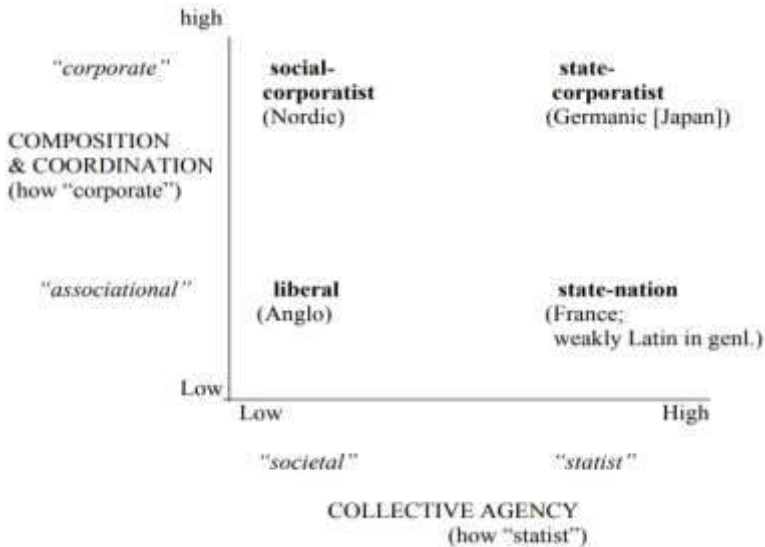 high
"corporate"
social-
corporatist
(Nordic)
state-
corporatist
(Germanic [Japan])
COMPOSITION
& COORDINATION
(how "corporate")
"associational"
liberal
(Anglo)
state-nation
(France;
weakly Latin in genl.)
Low
Low
High
"societal"
"statist"
COLLECTIVE AGENCY
(how "statist")